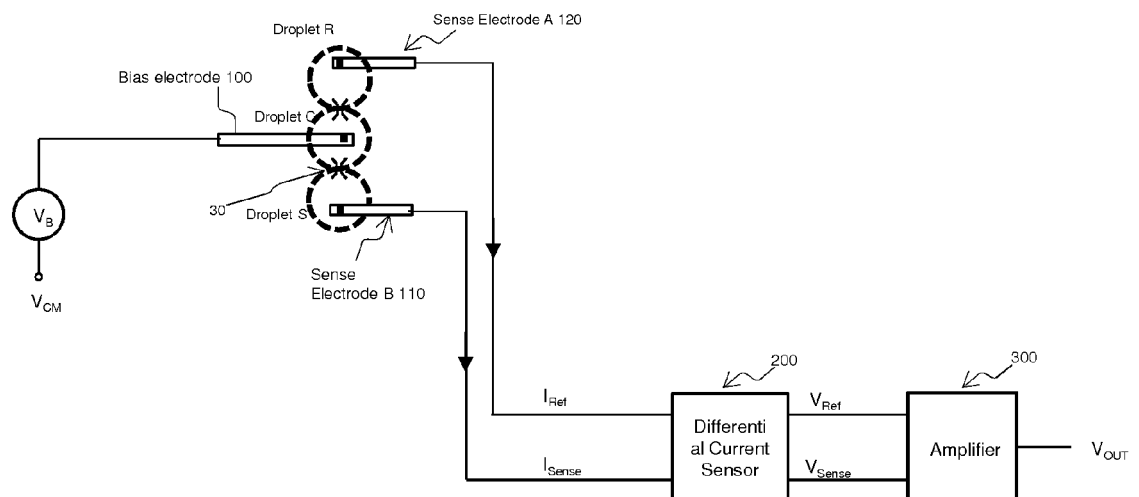 Sense Electrode A 120
Droplet R
Bias electrode 100
Droplet C
30
Droplet S
V_B
Sense
Electrode B 110
V_CM
200
300
I_Ref
V_Ref
Differenti
al Current
Sensor
Amplifier
V_OUT
I_Sense
V_Sense